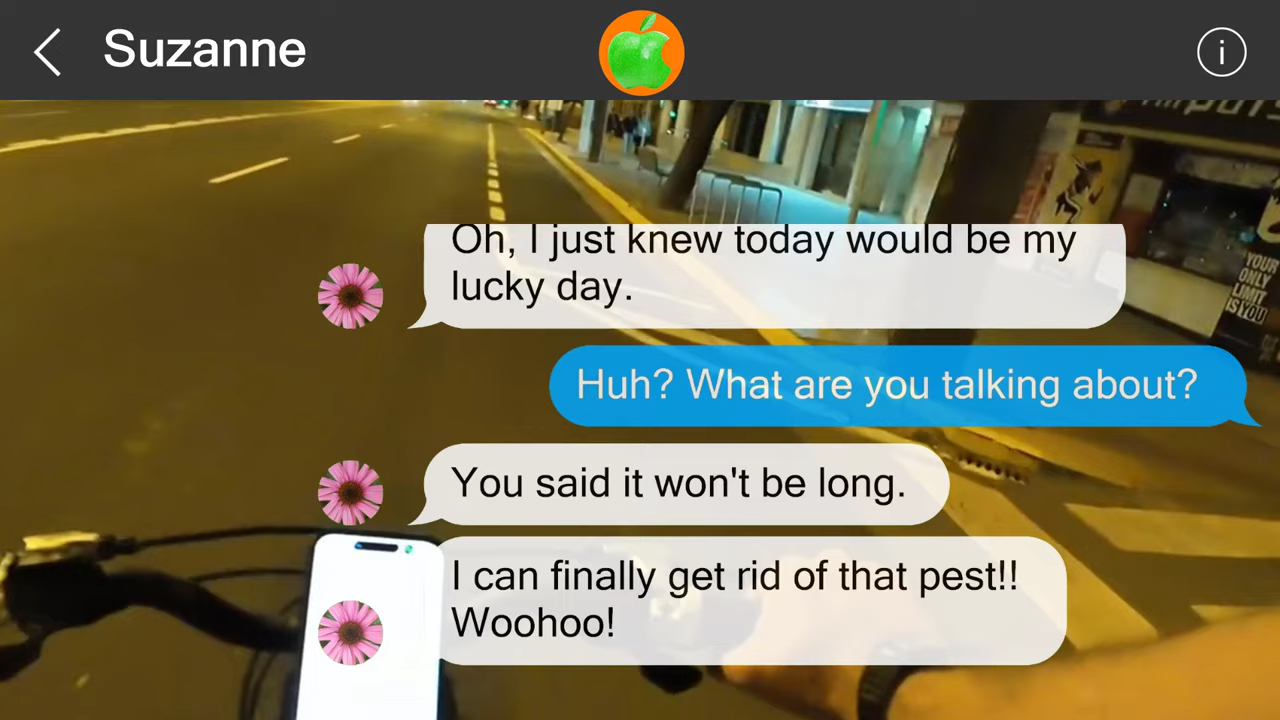 Suzanne
i
Oh, I just knew today would be my
lucky day.
Huh? What are you talking about?
You said it won't be long.
I can finally get rid of that pest!!
Woohoo!
YOUR
ONLY
LIMIT
IS YOU